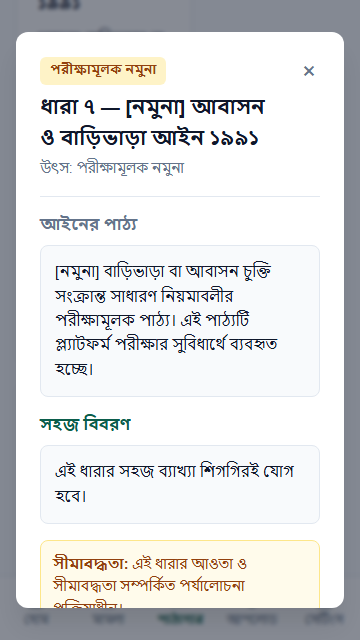 ১৯৯১
পরীক্ষামূলক নমুনা
×
ধারা ৭ — [নমুনা] আবাসন
ও বাড়িভাড়া আইন ১৯৯১
উৎস: পরীক্ষামূলক নমুনা
আইনের পাঠ্য
[নমুনা] বাড়িভাড়া বা আবাসন চুক্তি
সংক্রান্ত সাধারণ নিয়মাবলীর
পরীক্ষামূলক পাঠ্য। এই পাঠ্যটি
প্ল্যাটফর্ম পরীক্ষার সুবিধার্থে ব্যবহৃত
হচ্ছে।
সহজ বিবরণ
এই ধারার সহজ ব্যাখ্যা শিগগিরই যোগ
হবে।
সীমাবদ্ধতা: এই ধারার আওতা ও
সীমাবদ্ধতা সম্পর্কিত পর্যালোচনা
প্রক্রিয়াধীন।